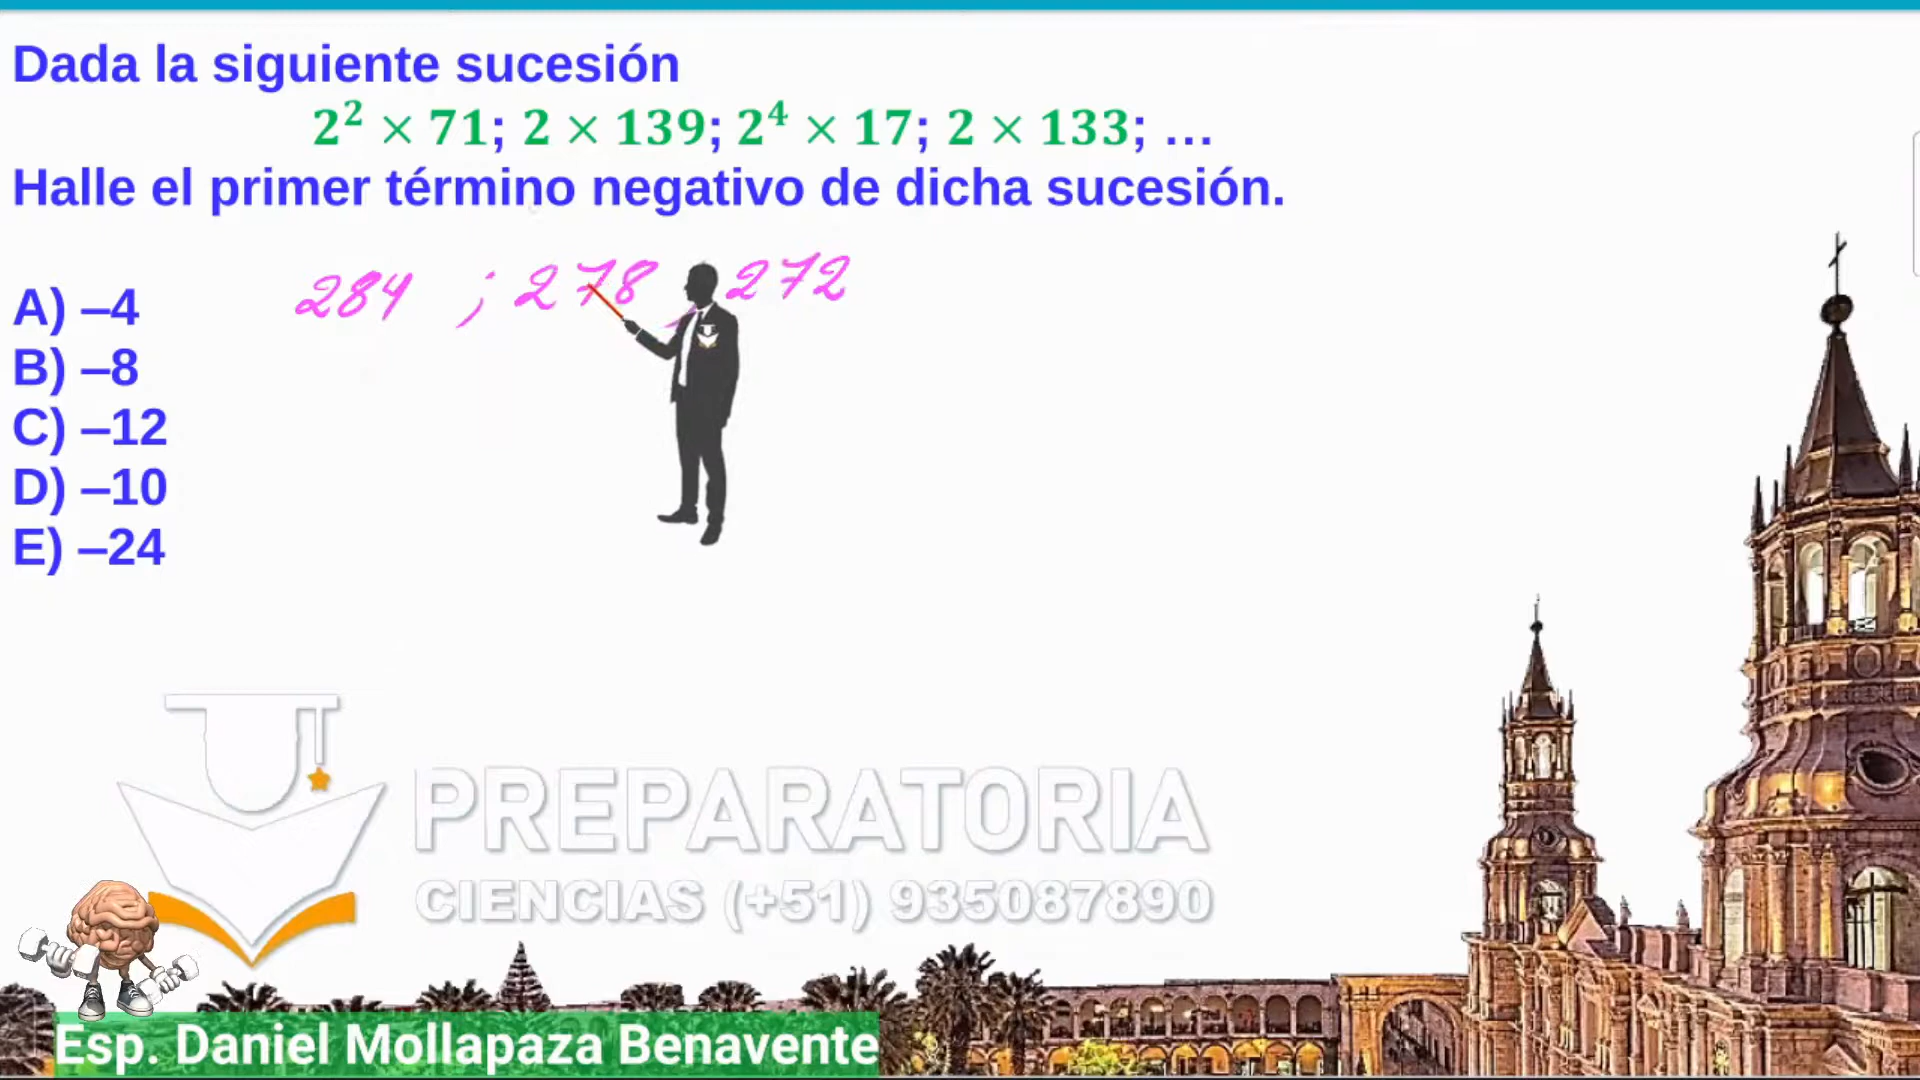 Dada la siguiente sucesión
2² × 71; 2 × 139; 2⁴ × 17; 2 × 133; …
Halle el primer término negativo de dicha sucesión.
284 ; 278 , 272
A) –4
B) –8
C) –12
D) –10
E) –24
PREPARATORIA
CIENCIAS (+51) 935087890
Esp. Daniel Mollapaza Benavente